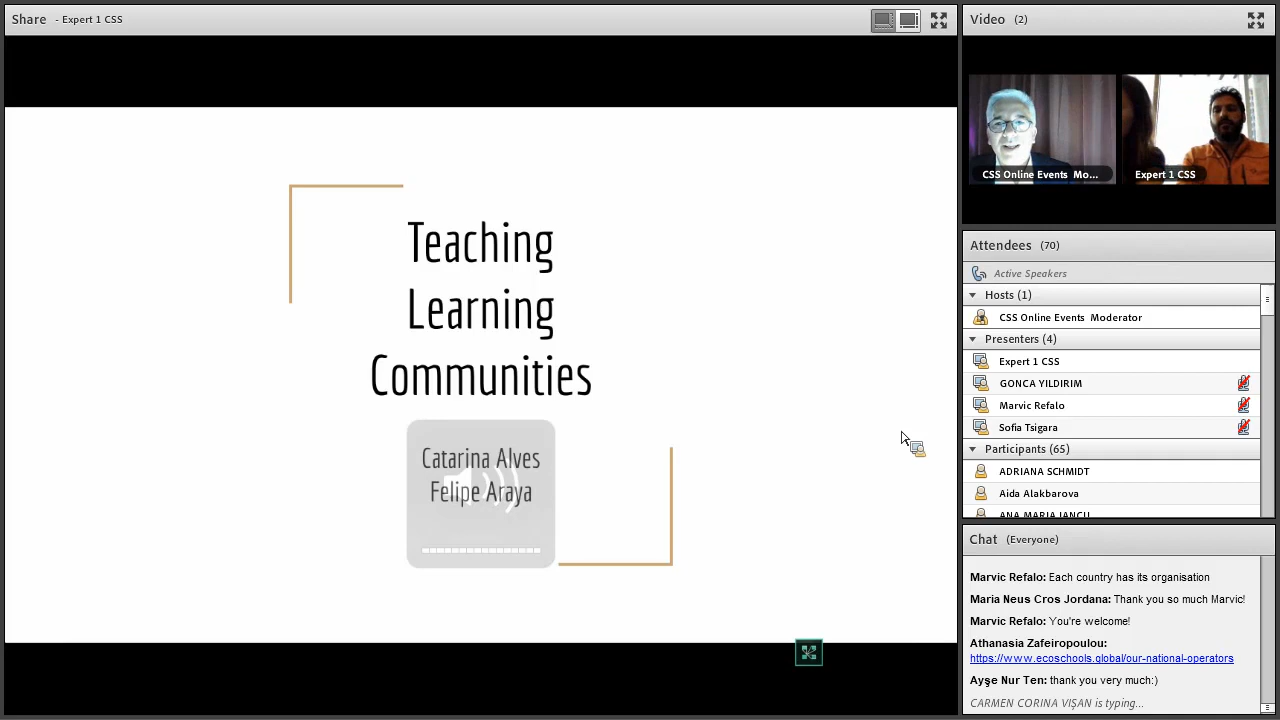 Share - Expert 1 CSS
Teaching
Learning
Communities
Catarina Alves
Felipe Araya
Video (2)
CSS Online Events Mo...
Expert 1 CSS
Attendees (70)
Active Speakers
Hosts (1)
CSS Online Events Moderator
Presenters (4)
Expert 1 CSS
GONCA YILDIRIM
Marvic Refalo
Sofia Tsigara
Participants (65)
ADRIANA SCHMIDT
Aida Alakbarova
ANA MARIA IANCU
Chat (Everyone)
Marvic Refalo: Each country has its organisation
Maria Neus Cros Jordana: Thank you so much Marvic!
Marvic Refalo: You're welcome!
Athanasia Zafeiropoulou:
https://www.ecoschools.global/our-national-operators
Ayşe Nur Ten: thank you very much:)
CARMEN CORINA VIȘAN is typing...